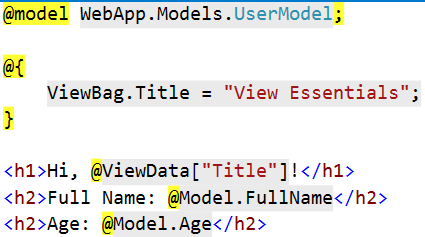 @model WebApp.Models.UserModel;
@{
ViewBag.Title = "View Essentials";
}
<h1>Hi, @ViewData["Title"]!</h1>
<h2>Full Name: @Model.FullName</h2>
<h2>Age: @Model.Age</h2>